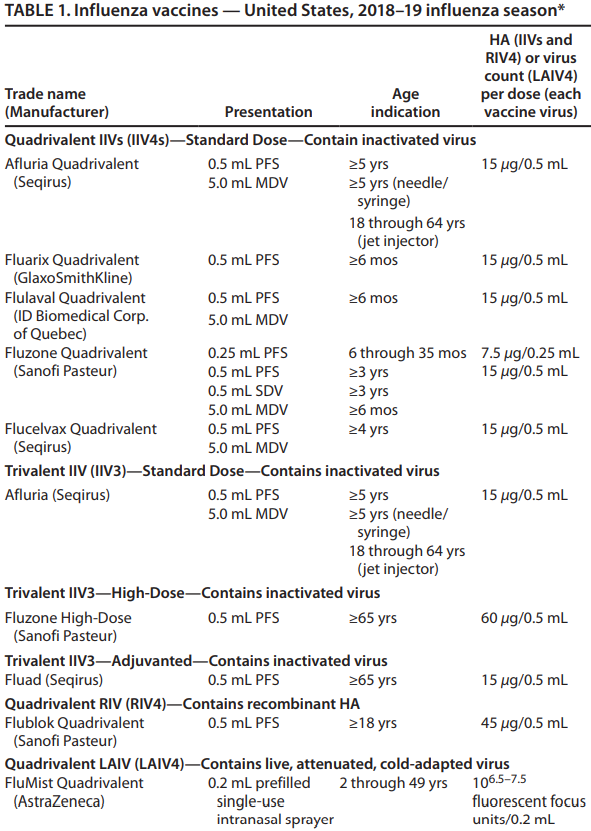 TABLE 1. Influenza vaccines — United States, 2018–19 influenza season*
Trade name (Manufacturer) Presentation Age indication HA (IIVs and RIV4) or virus count (LAIV4) per dose (each vaccine virus)
Quadrivalent IIVs (IIV4s)—Standard Dose—Contain inactivated virus
Afluria Quadrivalent 0.5 mL PFS ≥5 yrs 15 µg/0.5 mL
(Seqirus) 5.0 mL MDV ≥5 yrs (needle/
syringe)
18 through 64 yrs
(jet injector)
Fluarix Quadrivalent 0.5 mL PFS ≥6 mos 15 µg/0.5 mL
(GlaxoSmithKline)
Flulaval Quadrivalent 0.5 mL PFS ≥6 mos 15 µg/0.5 mL
(ID Biomedical Corp. 5.0 mL MDV
of Quebec)
Fluzone Quadrivalent 0.25 mL PFS 6 through 35 mos 7.5 µg/0.25 mL
(Sanofi Pasteur) 0.5 mL PFS ≥3 yrs 15 µg/0.5 mL
0.5 mL SDV ≥3 yrs
5.0 mL MDV ≥6 mos
Flucelvax Quadrivalent 0.5 mL PFS ≥4 yrs 15 µg/0.5 mL
(Seqirus) 5.0 mL MDV
Trivalent IIV (IIV3)—Standard Dose—Contains inactivated virus
Afluria (Seqirus) 0.5 mL PFS ≥5 yrs 15 µg/0.5 mL
5.0 mL MDV ≥5 yrs (needle/
syringe)
18 through 64 yrs
(jet injector)
Trivalent IIV3—High-Dose—Contains inactivated virus
Fluzone High-Dose 0.5 mL PFS ≥65 yrs 60 µg/0.5 mL
(Sanofi Pasteur)
Trivalent IIV3—Adjuvanted—Contains inactivated virus
Fluad (Seqirus) 0.5 mL PFS ≥65 yrs 15 µg/0.5 mL
Quadrivalent RIV (RIV4)—Contains recombinant HA
Flublok Quadrivalent 0.5 mL PFS ≥18 yrs 45 µg/0.5 mL
(Sanofi Pasteur)
Quadrivalent LAIV (LAIV4)—Contains live, attenuated, cold-adapted virus
FluMist Quadrivalent 0.2 mL prefilled 2 through 49 yrs 10^6.5–7.5
(AstraZeneca) single-use fluorescent focus
intranasal sprayer units/0.2 mL